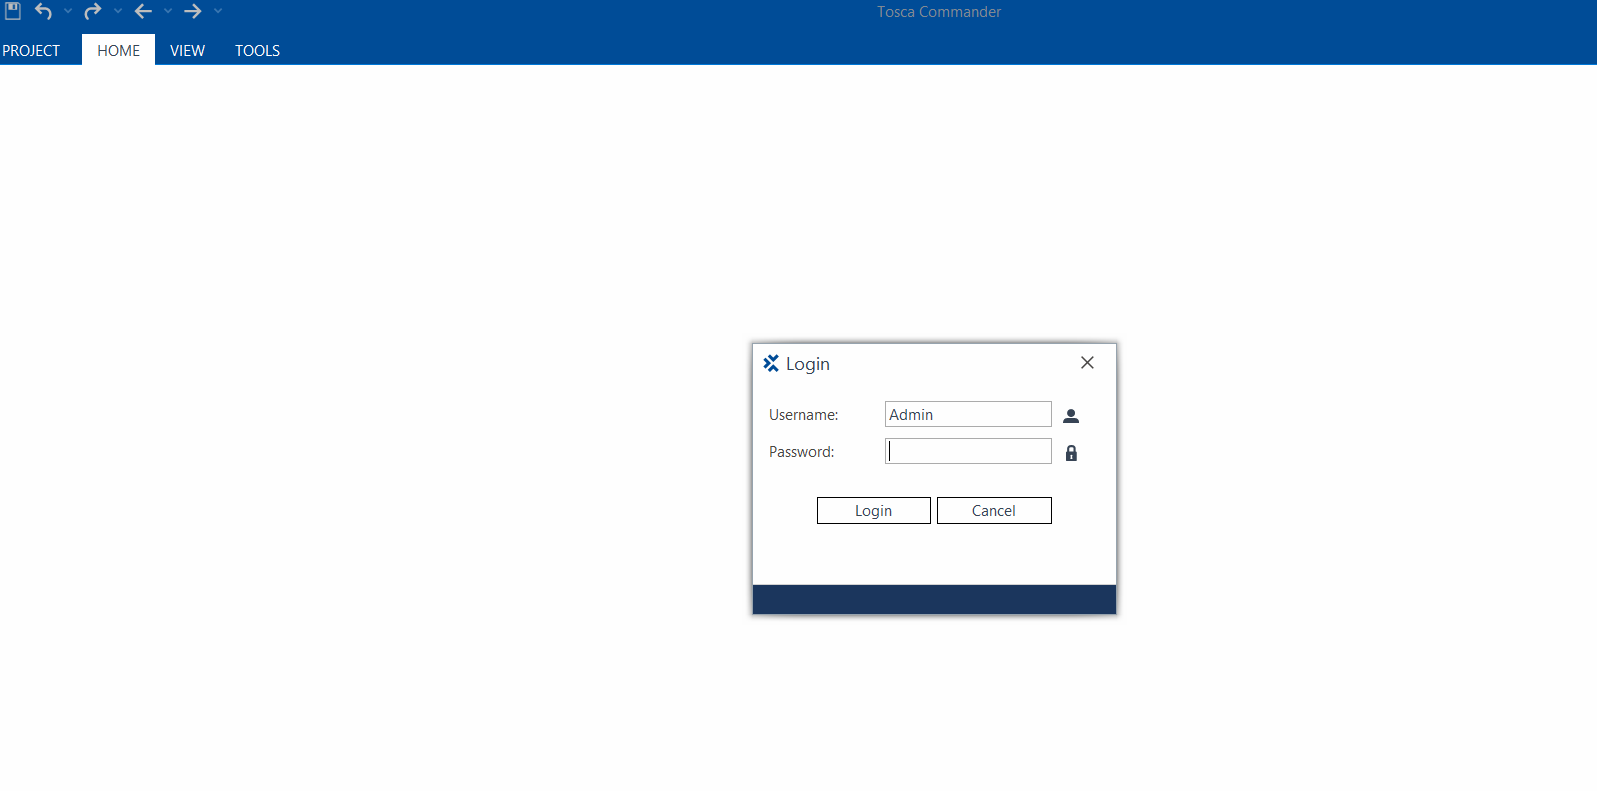 Tosca Commander
PROJECT HOME VIEW TOOLS
Login
Username: Admin
Password:
Login Cancel